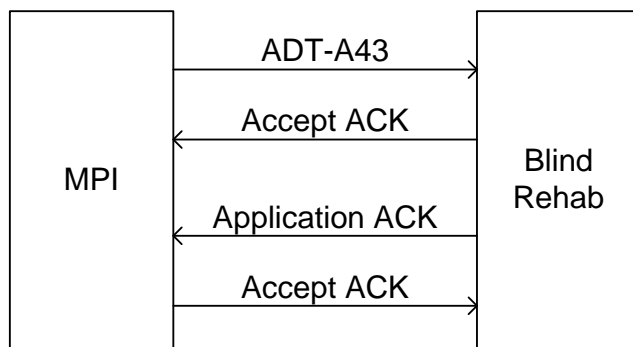 ADT-A43
Accept ACK
MPI
Blind
Rehab
Application ACK
Accept ACK